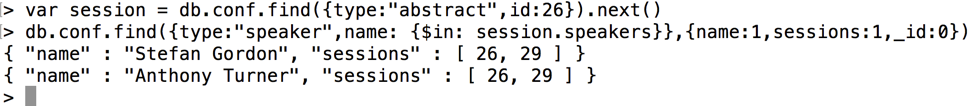 > var session = db.conf.find({type:"abstract",id:26}).next()
> db.conf.find({type:"speaker",name: {$in: session.speakers}},{name:1,sessions:1,_id:0})
{ "name" : "Stefan Gordon", "sessions" : [ 26, 29 ] }
{ "name" : "Anthony Turner", "sessions" : [ 26, 29 ] }
>